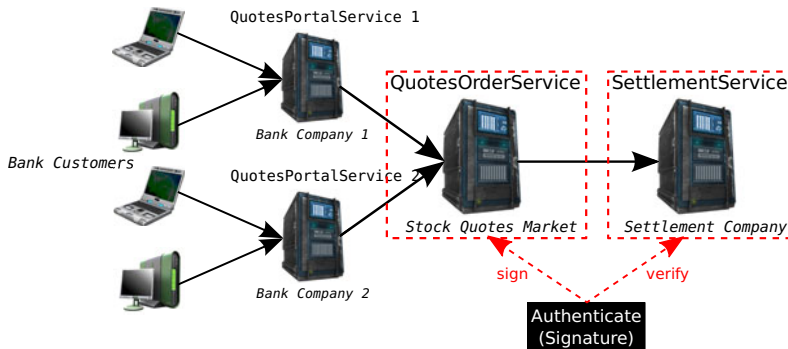 QuotesPortalService 1
QuotesOrderService
SettlementService
Bank Company 1
Bank Customers
QuotesPortalService 2
Stock Quotes Market
Settlement Company
sign
verify
Bank Company 2
Authenticate
(Signature)